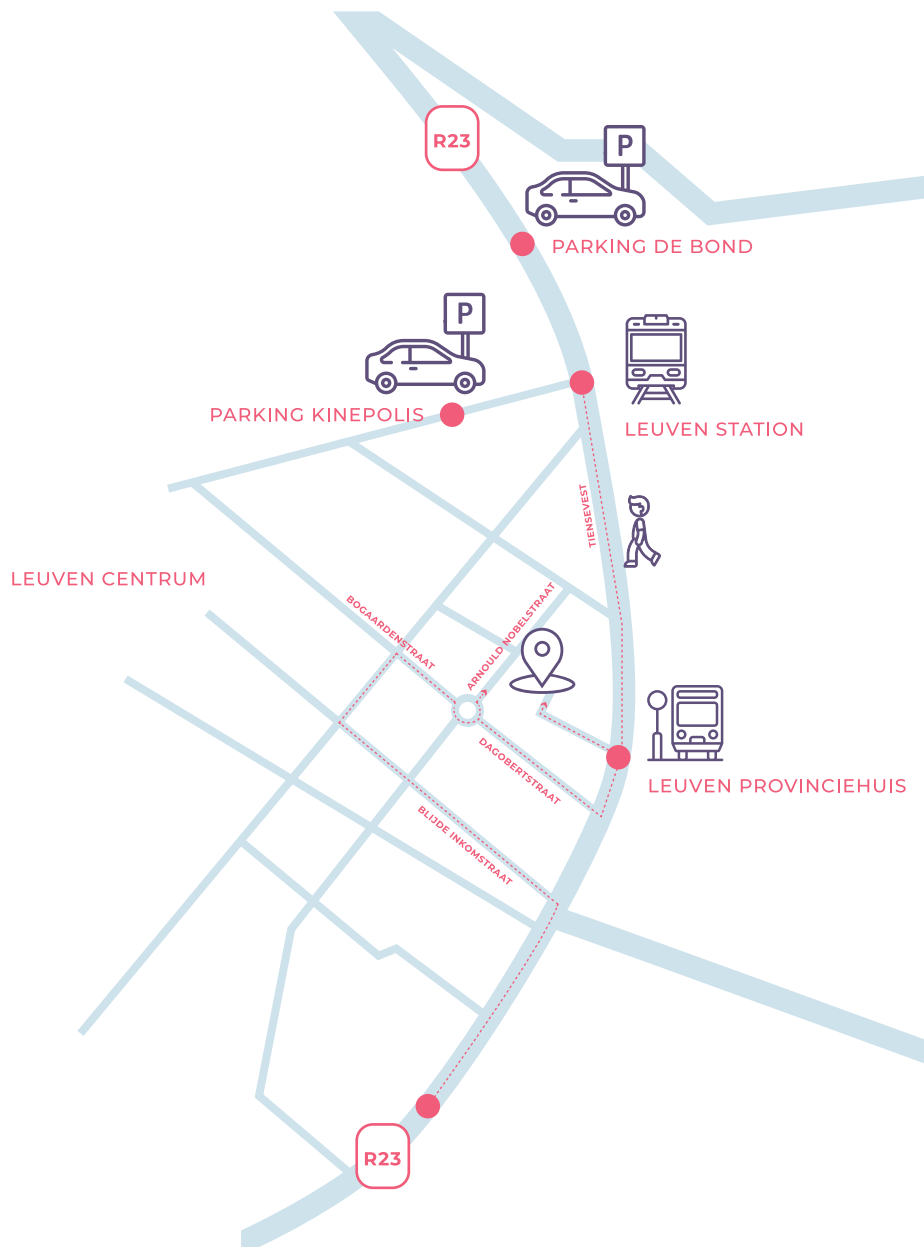 R23
P
PARKING DE BOND
P
PARKING KINEPOLIS
LEUVEN STATION
TIENSEVEST
LEUVEN CENTRUM
BOGAARDENSTRAAT
ARNOULD NOBELSTRAAT
DAGOBERTSTRAAT
LEUVEN PROVINCIEHUIS
BLIJDE INKOMSTRAAT
R23